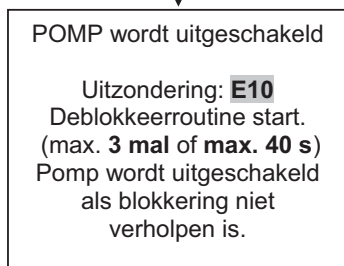 POMP wordt uitgeschakeld
Uitzondering: E10
Deblokkeerroutine start.
(max. 3 mal of max. 40 s)
Pomp wordt uitgeschakeld
als blokkering niet
verholpen is.